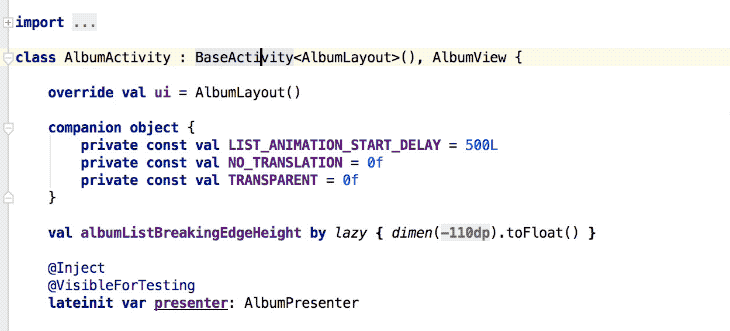 import ...
class AlbumActivity : BaseActivity<AlbumLayout>(), AlbumView {
override val ui = AlbumLayout()
companion object {
private const val LIST_ANIMATION_START_DELAY = 500L
private const val NO_TRANSLATION = 0f
private const val TRANSPARENT = 0f
}
val albumListBreakingEdgeHeight by lazy { dimen(-110dp).toFloat() }
@Inject
@VisibleForTesting
lateinit var presenter: AlbumPresenter